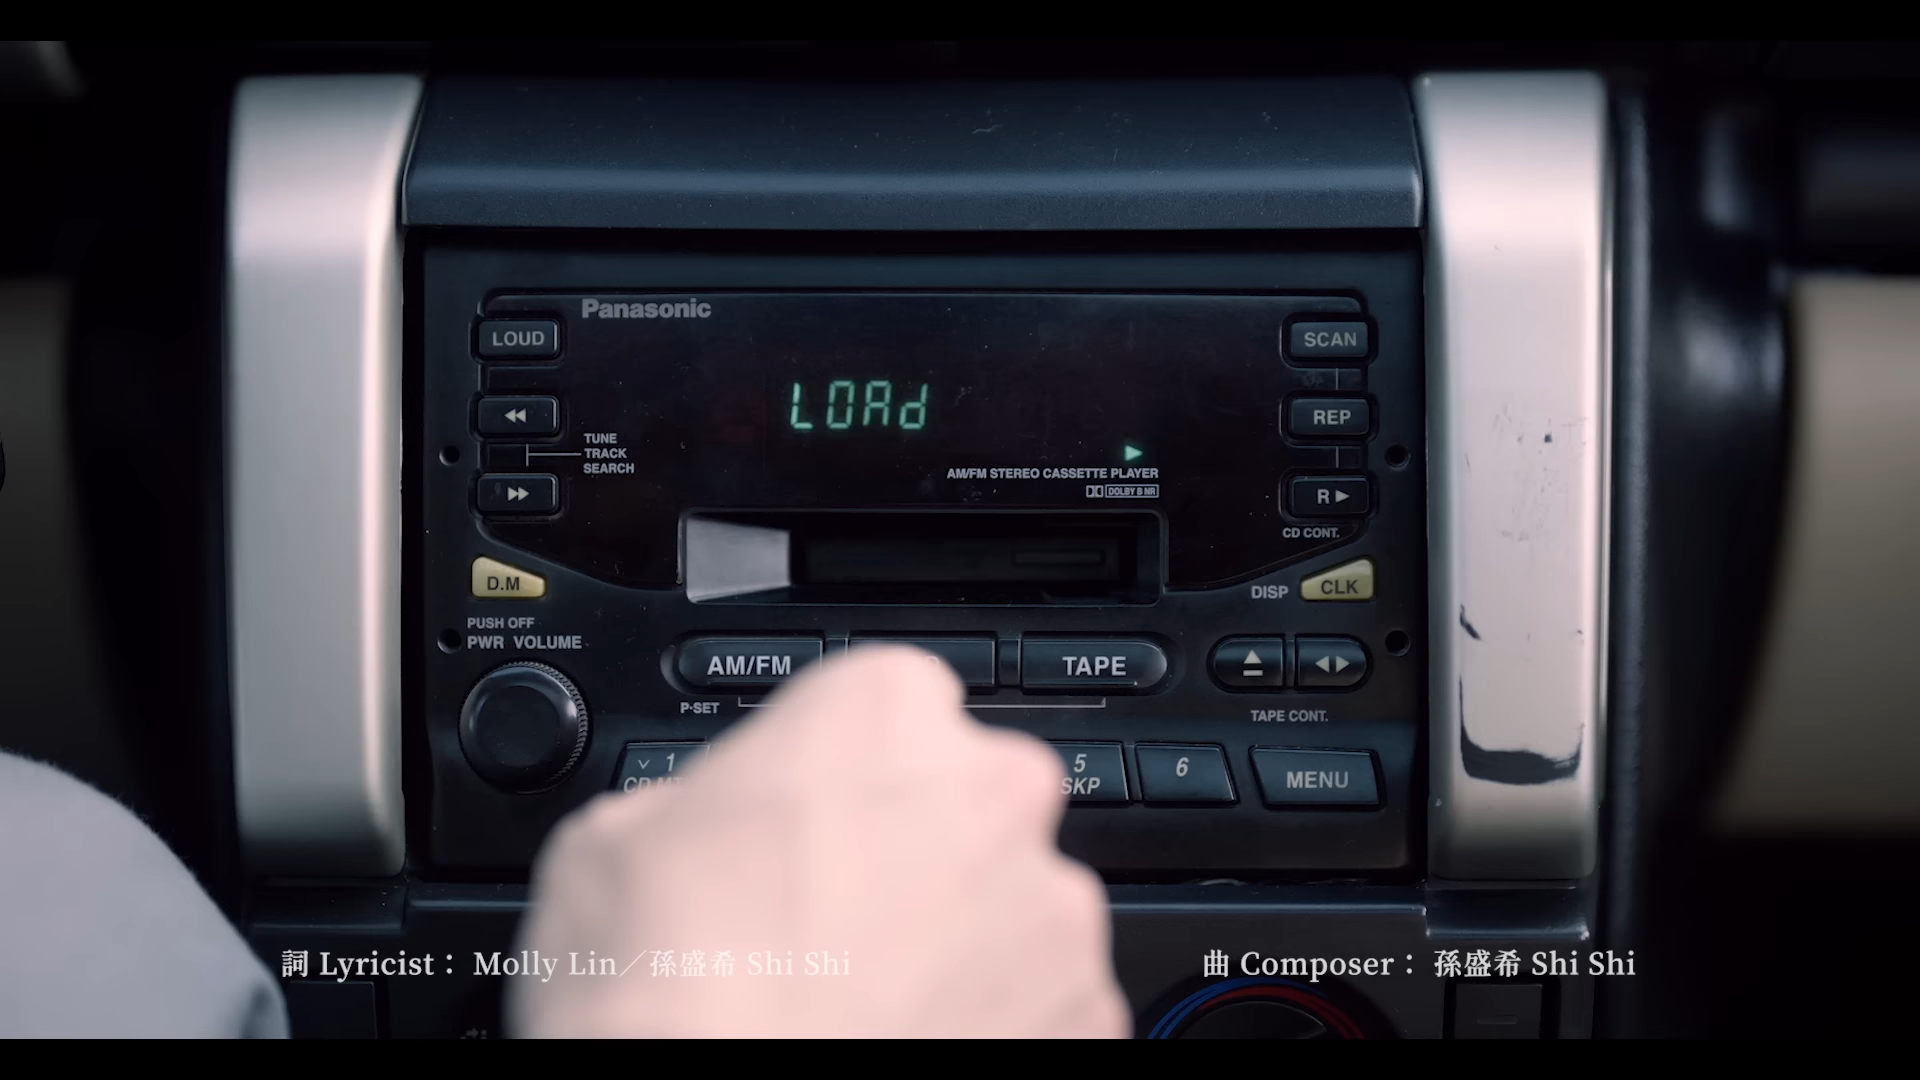 Panasonic
LOUD
SCAN
LOAd
REP
TUNE
TRACK
SEARCH
AM/FM STEREO CASSETTE PLAYER
DOLBY B NR
R
CD CONT.
D.M
DISP
CLK
PUSH OFF
PWR VOLUME
AM/FM
TAPE
P·SET
TAPE CONT.
1
5
SKP
6
MENU
詞 Lyricist： Molly Lin／孫盛希 Shi Shi
曲 Composer： 孫盛希 Shi Shi